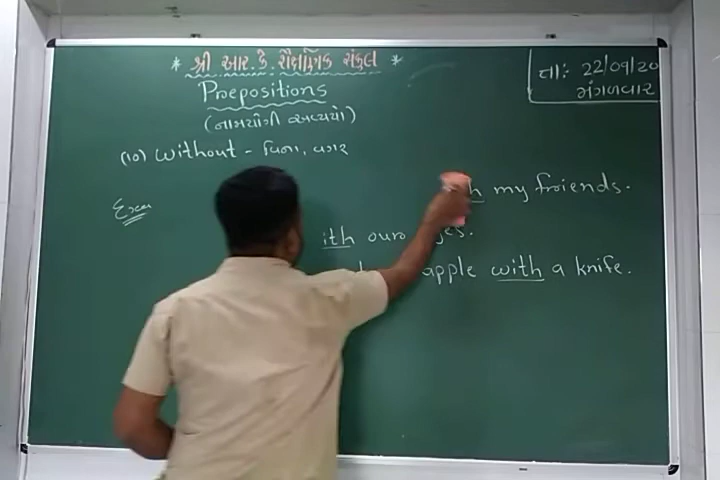 * શ્રી આર. કે. શૈક્ષણિક સંકુલ *
તા:- 22/09/20
મંગળવાર
Prepositions
(નામયોગી અવ્યયો)
(10) Without - વિના, વગર
my friends.
ith our
apple with a knife.